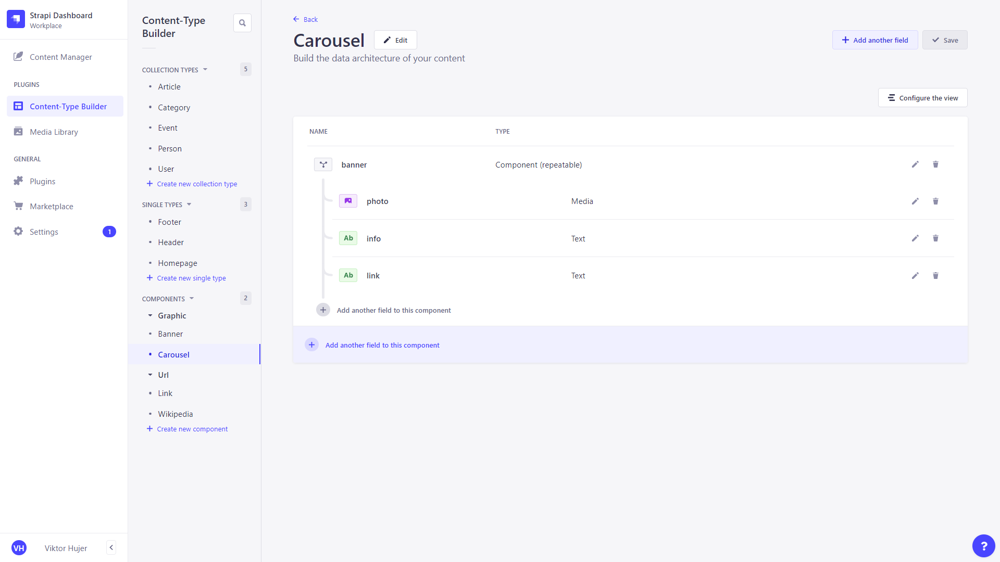 Strapi Dashboard
Workplace
Content Manager
PLUGINS
Content-Type Builder
Media Library
GENERAL
Plugins
Marketplace
Settings
1
VH
Viktor Hujer
Content-Type
Builder
COLLECTION TYPES
5
Article
Category
Event
Person
User
Create new collection type
SINGLE TYPES
3
Footer
Header
Homepage
Create new single type
COMPONENTS
2
Graphic
Banner
Carousel
Url
Link
Wikipedia
Create new component
Back
Carousel
Edit
Build the data architecture of your content
Add another field
Save
Configure the view
NAME
TYPE
banner
Component (repeatable)
photo
Media
Ab
info
Text
Ab
link
Text
Add another field to this component
Add another field to this component
?